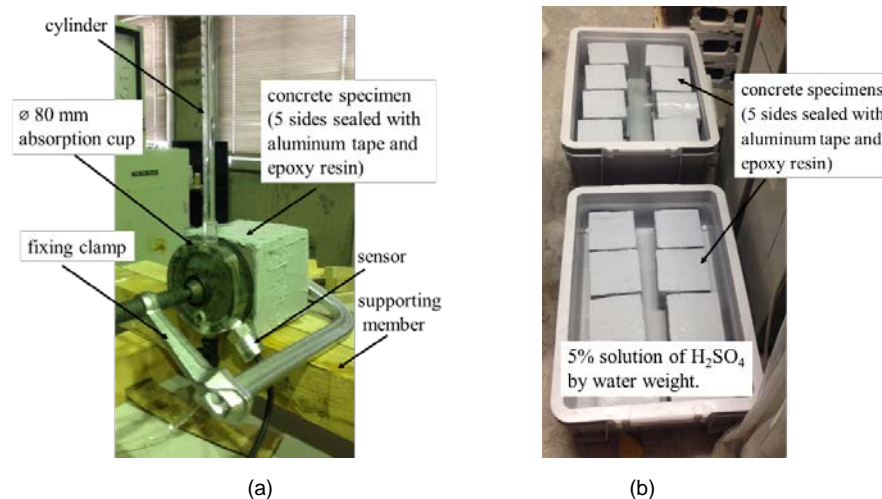 cylinder
ø 80 mm
absorption cup
fixing clamp
concrete specimen
(5 sides sealed with
aluminum tape and
epoxy resin)
sensor
supporting
member
(a)
concrete specimens
(5 sides sealed with
aluminum tape and
epoxy resin)
5% solution of H₂SO₄
by water weight.
(b)